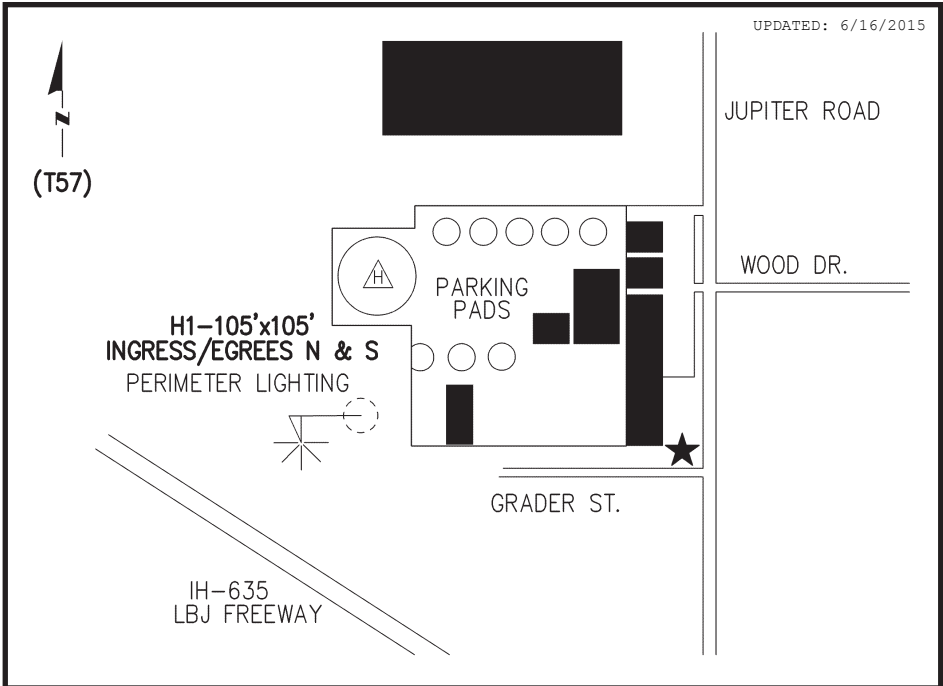 UPDATED: 6/16/2015
N
(T57)
JUPITER ROAD
WOOD DR.
H
PARKING
PADS
H1-105'x105'
INGRESS/EGREES N & S
PERIMETER LIGHTING
GRADER ST.
IH-635
LBJ FREEWAY